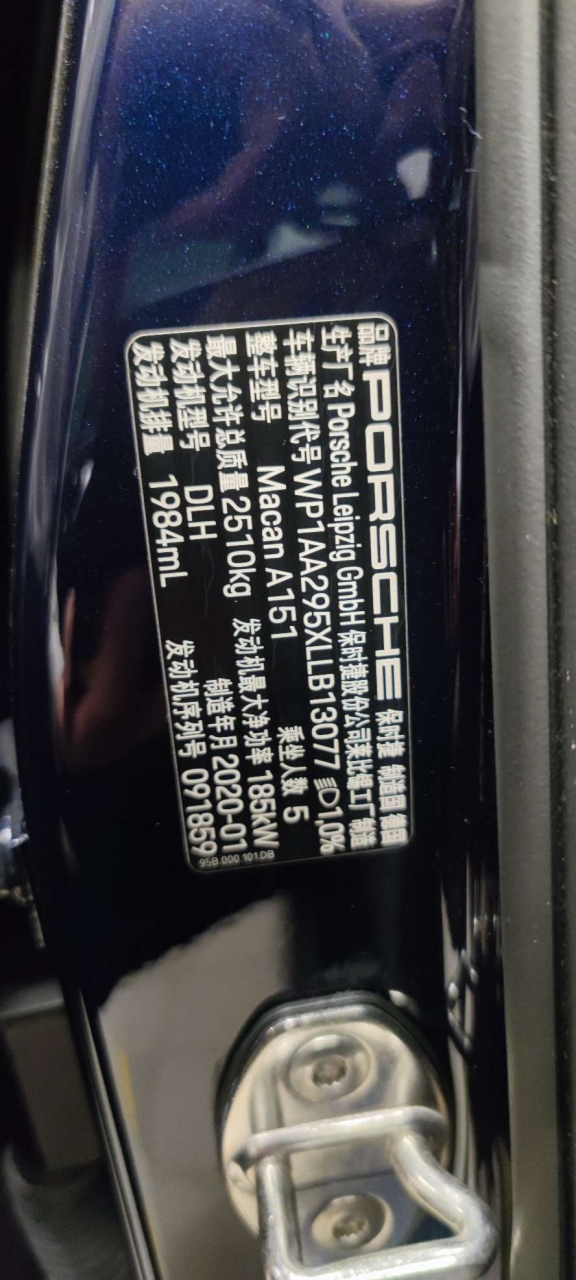 品牌 PORSCHE 保时捷 制造国 德国
生产厂名 Porsche Leipzig GmbH 保时捷股份公司莱比锡工厂 制造
车辆识别代号 WP1AA295XLLB13077 1,0%
整车型号 Macan A151 乘坐人数 5
最大允许总质量 2510kg 发动机最大净功率 185kW
发动机型号 DLH 制造年月 2020-01
发动机排量 1984mL 发动机序列号 091859
95B.000.101.DB